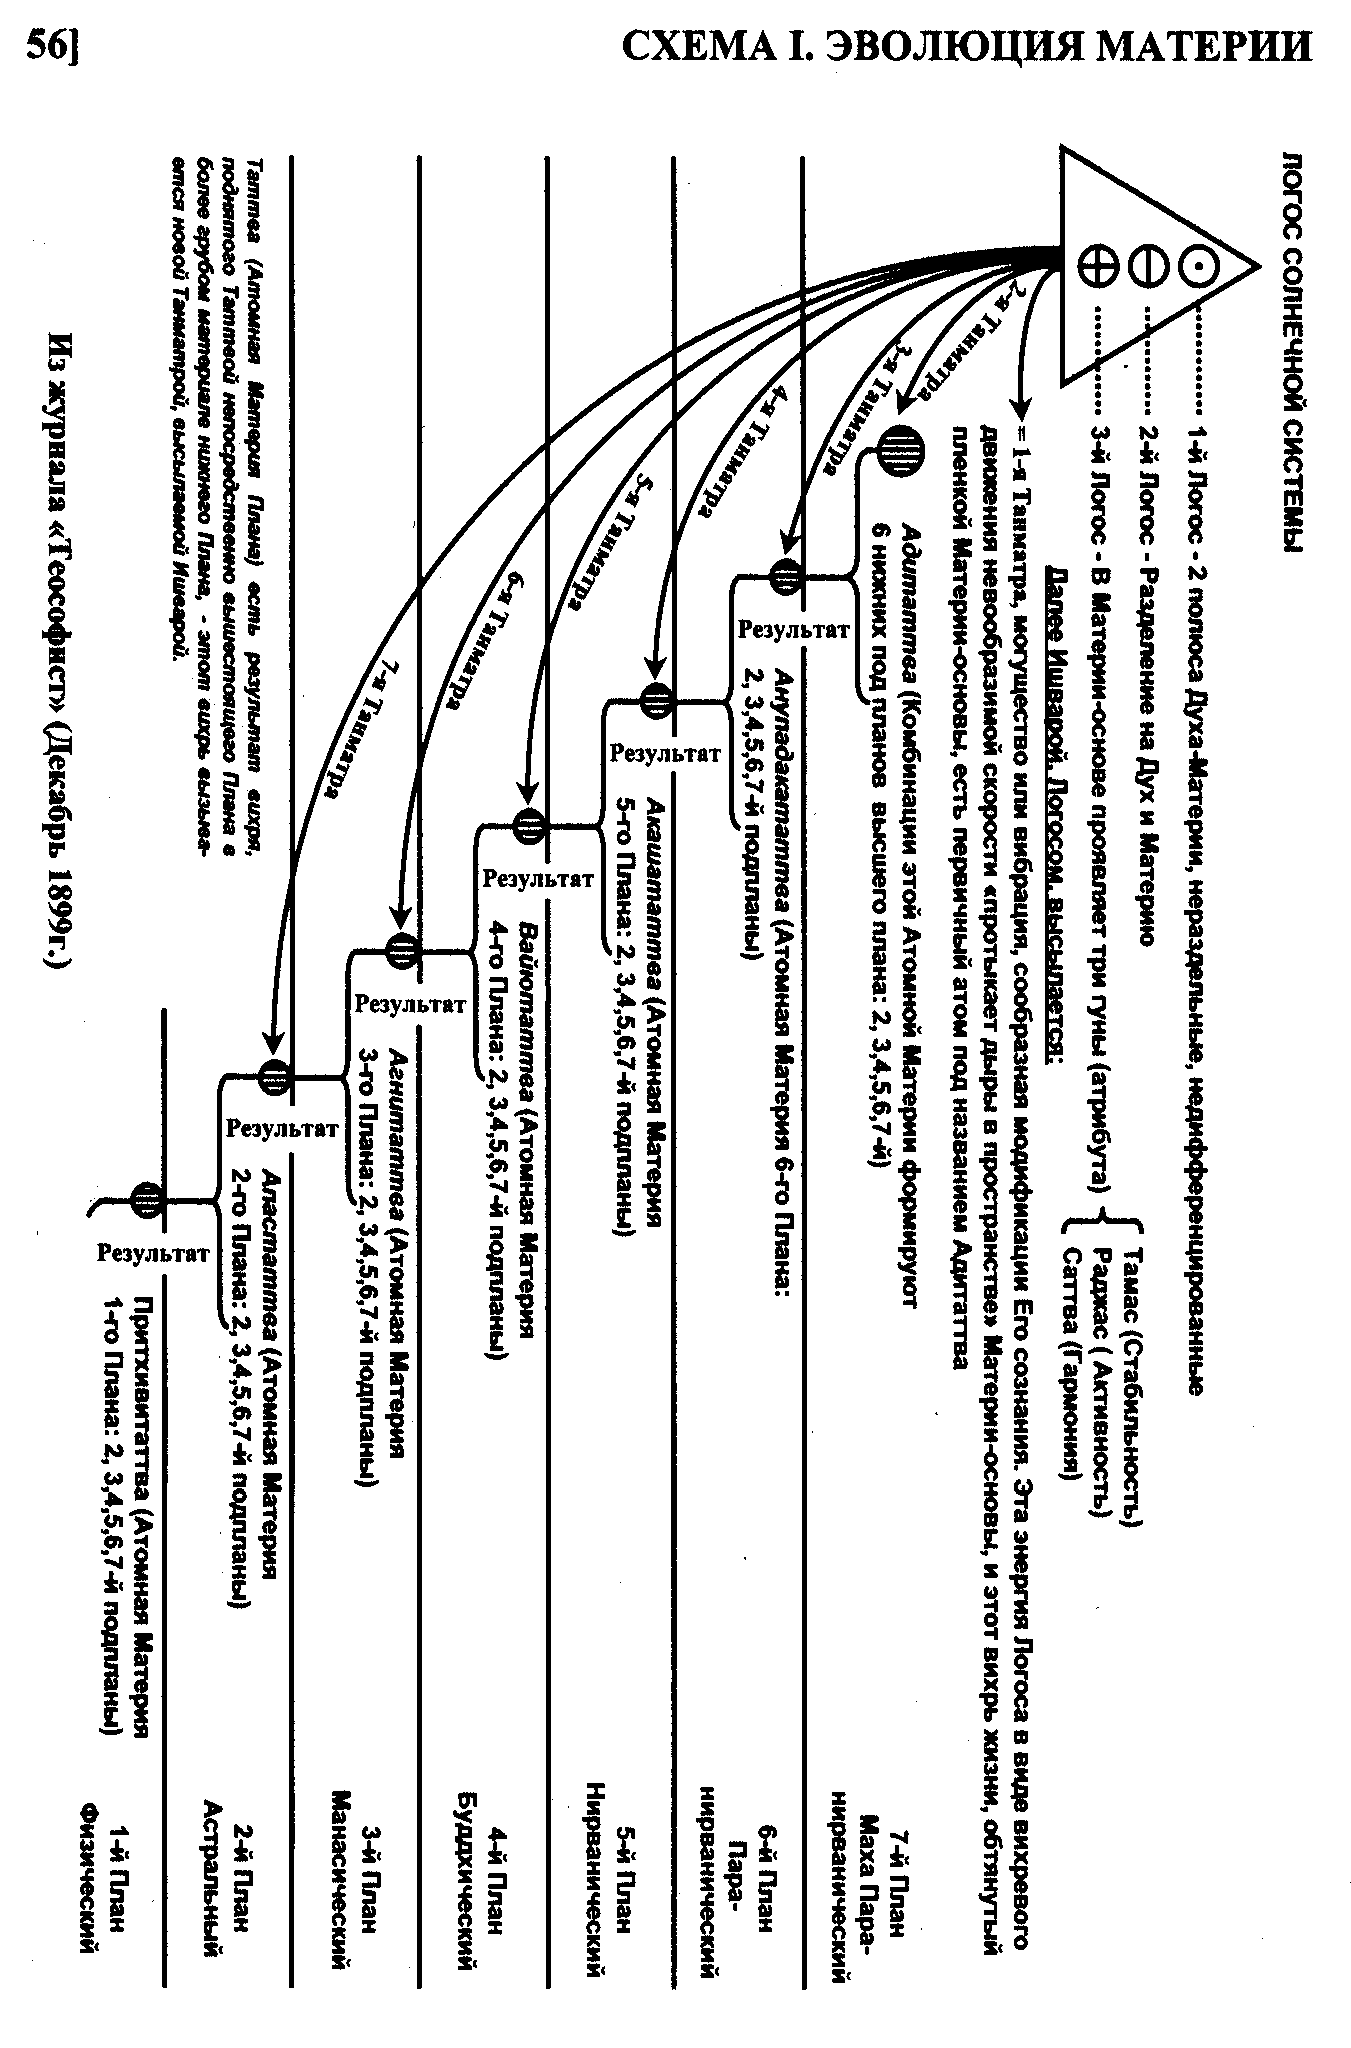 56]
СХЕМА I. ЭВОЛЮЦИЯ МАТЕРИИ
ЛОГОС СОЛНЕЧНОЙ СИСТЕМЫ
1-й Логос - 2 полюса Духа-Материи, нераздельные, недифференцированные
2-й Логос - Разделение на Дух и Материю
3-й Логос - В Материи-основе проявляет три гуны (атрибута)
Тамас (Стабильность)
Раджас ( Активность)
Саттва (Гармония)
Далее Ишварой, Логосом, высылается:
= 1-я Танматра, могущество или вибрация, сообразная модификации Его сознания. Эта энергия Логоса в виде вихревого
движения невообразимой скорости «протыкает дыры в пространстве» Материи-основы, и этот вихрь жизни, обтянутый
пленкой Материи-основы, есть первичный атом под названием Адитаттва
2-я Танматра
3-я Танматра
4-я Танматра
5-я Танматра
6-я Танматра
7-я Танматра
Адитаттва (Комбинации этой Атомной Материи формируют
6 нижних под планов высшего плана: 2, 3,4,5,6,7-й)
7-й План
Маха Пара-
нирванический
Результат
Анупадакаттва (Атомная Материя 6-го Плана:
2, 3,4,5,6,7-й подпланы)
6-й План
Пара-
нирванический
Результат
Акашаттва (Атомная Материя
5-го Плана: 2, 3,4,5,6,7-й подпланы)
5-й План
Нирванический
Результат
Вайютаттва (Атомная Материя
4-го Плана: 2, 3,4,5,6,7-й подпланы)
4-й План
Буддхический
Результат
Агнитаттва (Атомная Материя
3-го Плана: 2, 3,4,5,6,7-й подпланы)
3-й План
Манасический
Результат
Апастаттва (Атомная Материя
2-го Плана: 2, 3,4,5,6,7-й подпланы)
2-й План
Астральный
Результат
Притхивитаттва (Атомная Материя
1-го Плана: 2, 3,4,5,6,7-й подпланы)
1-й План
Физический
Таттва (Атомная Материя Плана) есть результат вихря,
поднятого Таттвой непосредственно вышестоящего Плана в
более грубом материале нижнего Плана, - этот вихрь вызыва-
ется новой Танматрой, высылаемой Ишварой.
Из журнала «Теософист» (Декабрь 1899г.)